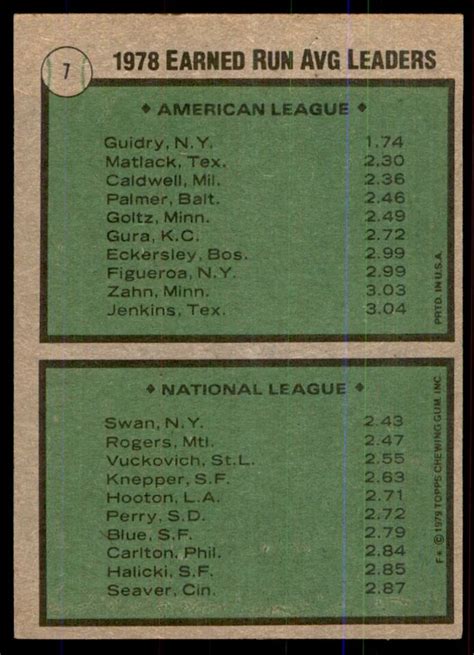 7
1978 EARNED RUN AVG LEADERS
AMERICAN LEAGUE
Guidry, N.Y. 1.74
Matlack, Tex. 2.30
Caldwell, Mil. 2.36
Palmer, Balt. 2.46
Goltz, Minn. 2.49
Gura, K.C. 2.72
Eckersley, Bos. 2.99
Figueroa, N.Y. 2.99
Zahn, Minn. 3.03
Jenkins, Tex. 3.04
PRTD. IN U.S.A.
NATIONAL LEAGUE
Swan, N.Y. 2.43
Rogers, Mtl. 2.47
Vuckovich, St.L. 2.55
Knepper, S.F. 2.63
Hooton, L.A. 2.71
Perry, S.D. 2.72
Blue, S.F. 2.79
Carlton, Phil. 2.84
Halicki, S.F. 2.85
Seaver, Cin. 2.87
© 1979 TOPPS CHEWING GUM, INC.